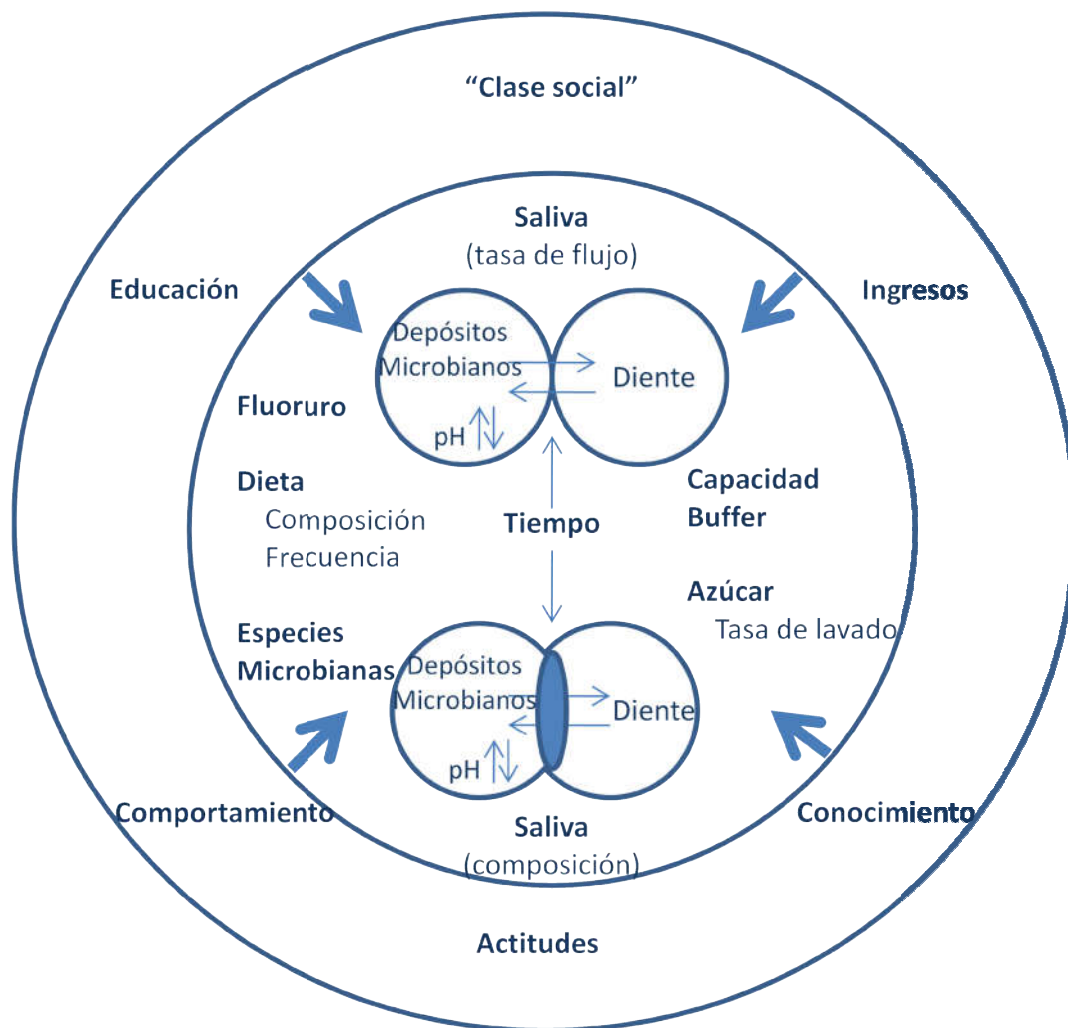 “Clase social”
Saliva
(tasa de flujo)
Educación
Ingresos
Depósitos
Microbianos
Diente
pH
Fluoruro
Dieta
Composición
Frecuencia
Tiempo
Capacidad
Buffer
Azúcar
Tasa de lavado
Especies
Microbianas
Depósitos
Microbianos
Diente
pH
Comportamiento
Conocimiento
Saliva
(composición)
Actitudes